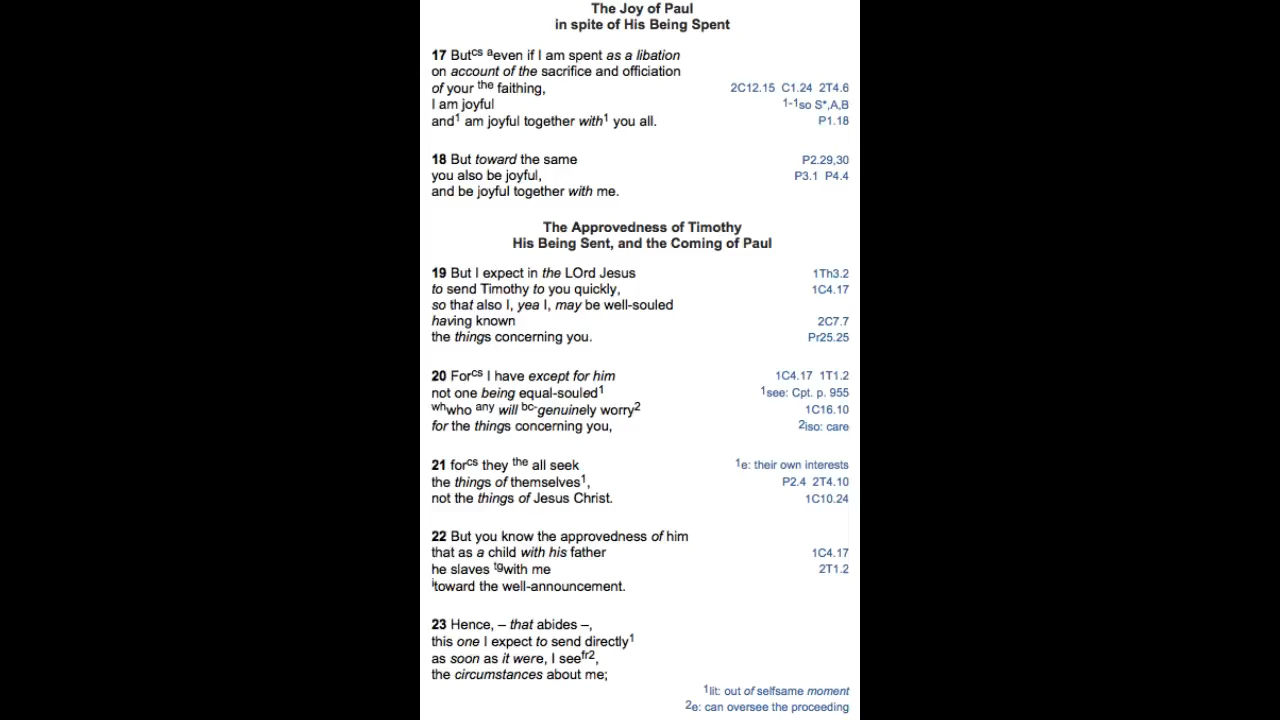 The Joy of Paul
in spite of His Being Spent
17 Butcs aeven if I am spent as a libation
on account of the sacrifice and officiation
of your the faithing, 2C12.15 C1.24 2T4.6
I am joyful 1-1so S*,A,B
and1 am joyful together with1 you all. P1.18
18 But toward the same P2.29,30
you also be joyful, P3.1 P4.4
and be joyful together with me.
The Approvedness of Timothy
His Being Sent, and the Coming of Paul
19 But I expect in the LOrd Jesus 1Th3.2
to send Timothy to you quickly, 1C4.17
so that also I, yea I, may be well-souled
having known 2C7.7
the things concerning you. Pr25.25
20 Forcs I have except for him 1C4.17 1T1.2
not one being equal-souled1 1see: Cpt. p. 955
whwho any will bc-genuinely worry2 1C16.10
for the things concerning you, 2iso: care
21 forcs they the all seek 1e: their own interests
the things of themselves1, P2.4 2T4.10
not the things of Jesus Christ. 1C10.24
22 But you know the approvedness of him
that as a child with his father 1C4.17
he slaves tgwith me 2T1.2
itoward the well-announcement.
23 Hence, – that abides –,
this one I expect to send directly1
as soon as it were, I seefr2,
the circumstances about me;
1lit: out of selfsame moment
2e: can oversee the proceeding